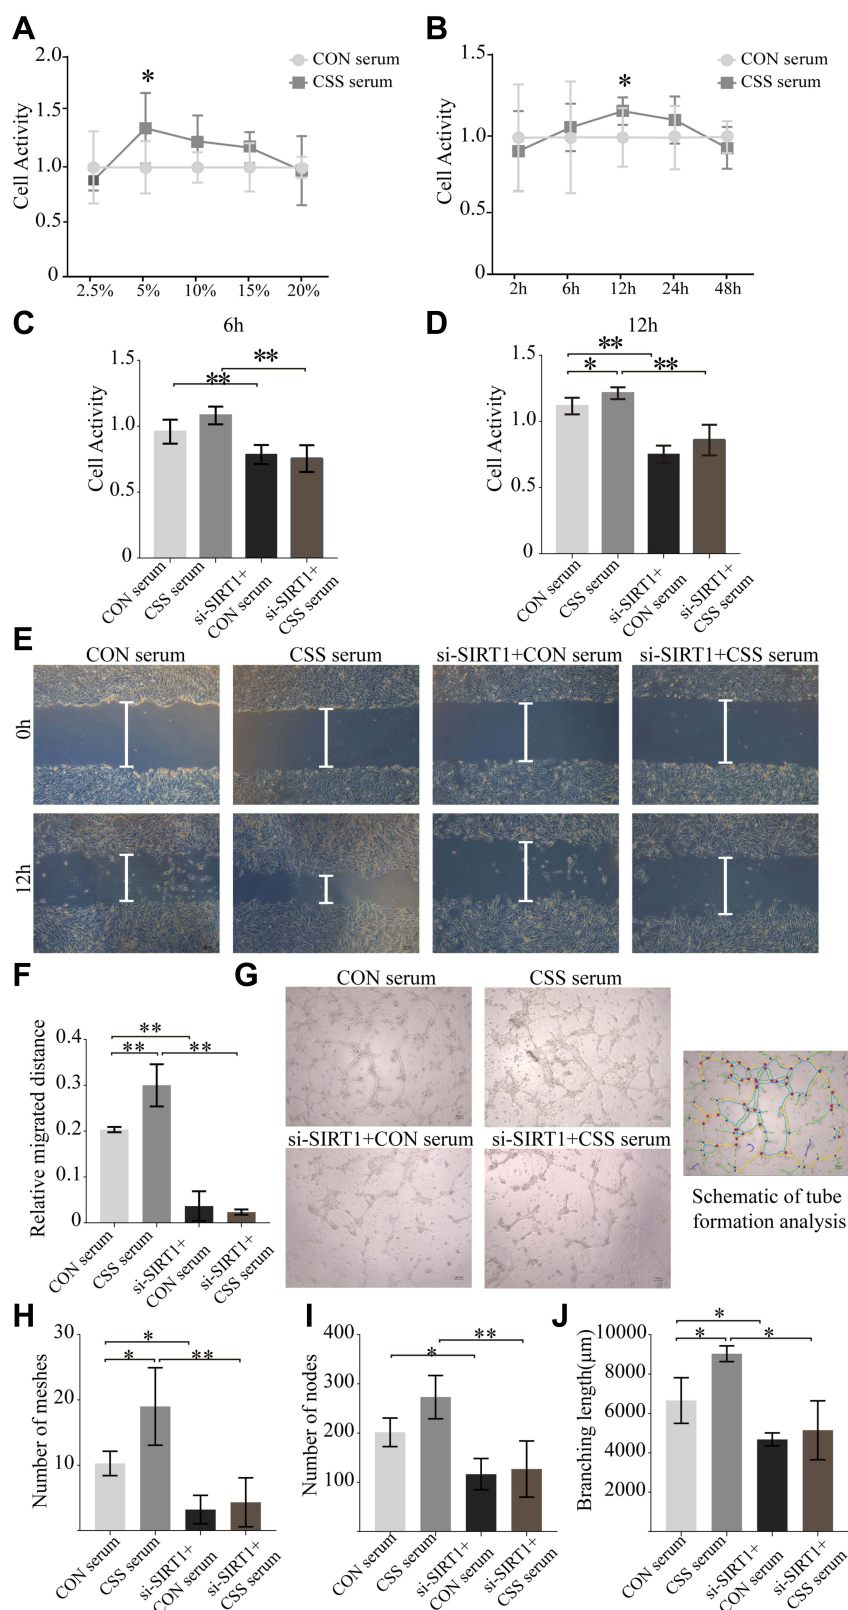 A
2.0
1.5
1.0
0.5
0
Cell Activity
*
CON serum
CSS serum
2.5% 5% 10% 15% 20%
B
1.5
1.0
0.5
0
Cell Activity
*
CON serum
CSS serum
2h 6h 12h 24h 48h
C
6h
1.5
1.0
0.5
0
Cell Activity
**
**
CON serum
CSS serum
si-SIRT1+
CON serum
si-SIRT1+
CSS serum
D
12h
1.5
1.0
0.5
0
Cell Activity
**
*
**
CON serum
CSS serum
si-SIRT1+
CON serum
si-SIRT1+
CSS serum
E
CON serum CSS serum si-SIRT1+CON serum si-SIRT1+CSS serum
0h
12h
F
0.4
0.3
0.2
0.2
0
Relative migrated distance
**
**
**
CON serum
CSS serum
si-SIRT1+
CON serum
si-SIRT1+
CSS serum
G
CON serum
CSS serum
si-SIRT1+CON serum
si-SIRT1+CSS serum
Schematic of tube
formation analysis
H
30
20
10
Number of meshes
*
*
**
CON serum
CSS serum
si-SIRT1+
CON serum
si-SIRT1+
CSS serum
I
400
300
200
100
Number of nodes
**
*
CON serum
CSS serum
si-SIRT1+
CON serum
si-SIRT1+
CSS serum
J
10000
8000
6000
4000
2000
Branching length(μm)
*
*
*
CON serum
CSS serum
si-SIRT1+
CON serum
si-SIRT1+
CSS serum